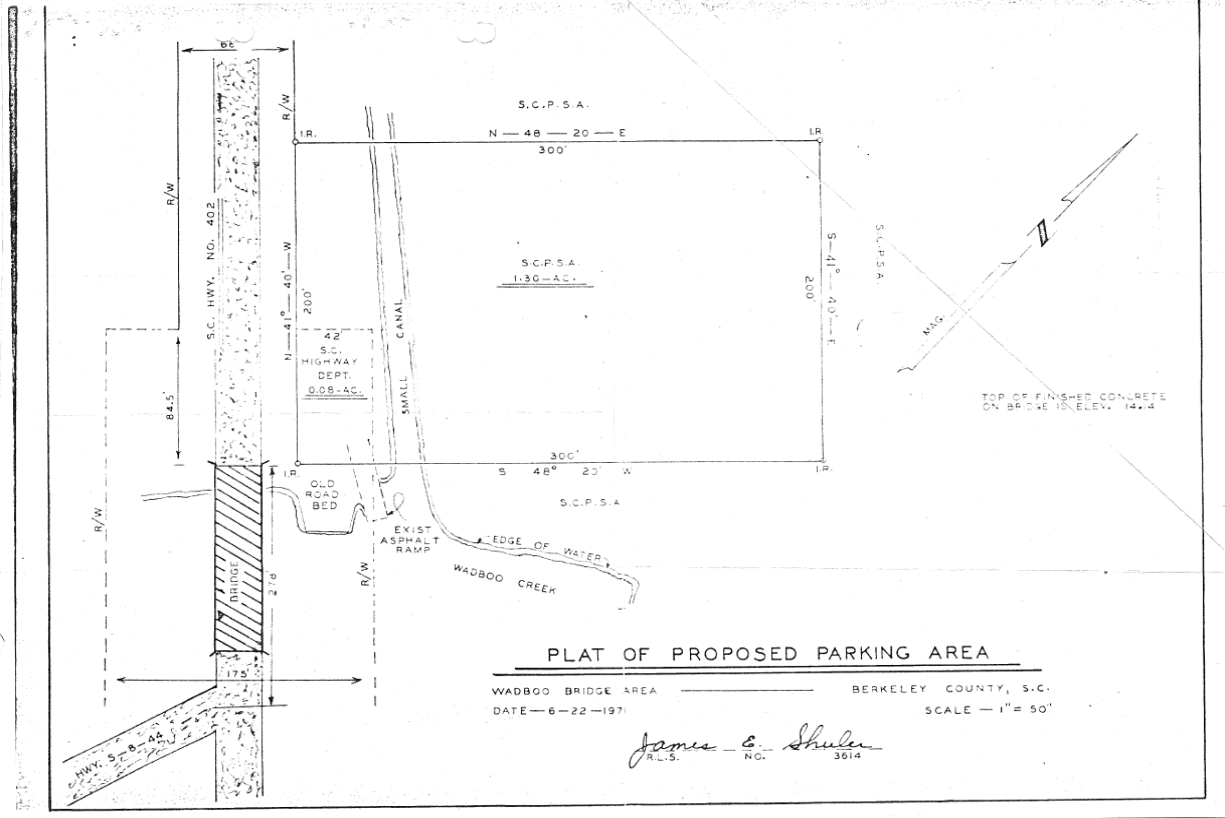 66'
R/W
S.C.P.S.A.
I.R.
N — 48 — 20 — E
I.R.
300'
R/W
S.C. HWY. NO. 402
N — 41° — 40' — W
200'
S.C.P.S.A.
1.30—AC.
S — 41° — 40' — E
200'
S.C.P.S.A.
MAG.
N
42'
S.C.
HIGHWAY
DEPT.
0.08—AC.
SMALL CANAL
84.5'
TOP OF FINISHED CONCRETE
ON BRIDGE IS ELEV. 14.14
I.R.
300'
S 48° 20' W
I.R.
OLD
ROAD
BED
S.C.P.S.A
R/W
EXIST
ASPHALT
RAMP
EDGE OF WATER
WADBOO CREEK
BRIDGE
278'
R/W
175'
HWY. S—8—44
47'
PLAT OF PROPOSED PARKING AREA
WADBOO BRIDGE AREA — BERKELEY COUNTY, S.C.
DATE — 6 — 22 — 1971
SCALE — 1" = 50'
James E. Shuler
R.L.S. NO. 3614